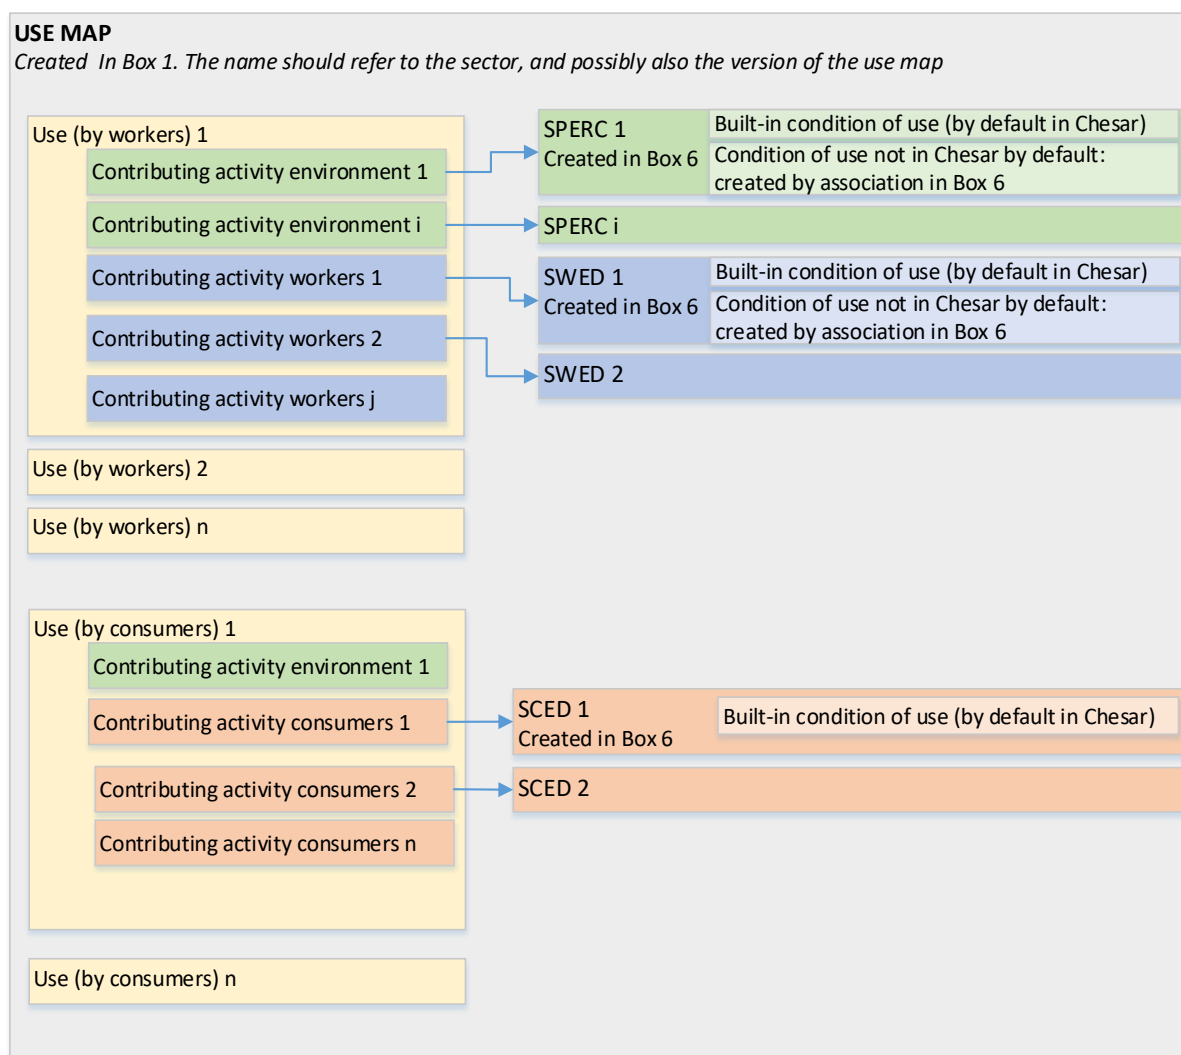 USE MAP
Created  In Box 1. The name should refer to the sector, and possibly also the version of the use map
Use (by workers) 1
Contributing activity environment 1
Contributing activity environment i
Contributing activity workers 1
Contributing activity workers 2
Contributing activity workers j
SPERC 1
Created in Box 6
Built-in condition of use (by default in Chesar)
Condition of use not in Chesar by default:
created by association in Box 6
SPERC i
SWED 1
Created in Box 6
Built-in condition of use (by default in Chesar)
Condition of use not in Chesar by default:
created by association in Box 6
SWED 2
Use (by workers) 2
Use (by workers) n
Use (by consumers) 1
Contributing activity environment 1
Contributing activity consumers 1
Contributing activity consumers 2
Contributing activity consumers n
SCED 1
Created in Box 6
Built-in condition of use (by default in Chesar)
SCED 2
Use (by consumers) n